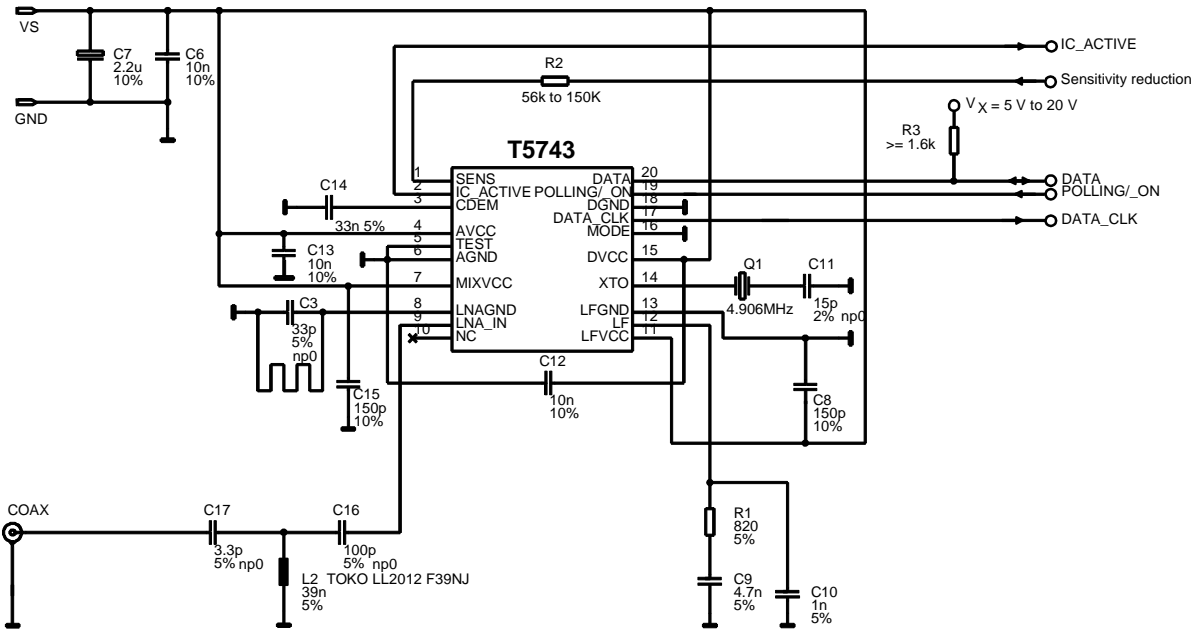 VS
C7
2.2u
10%
C6
10n
10%
GND
IC_ACTIVE
R2
56k to 150K
Sensitivity reduction
V X = 5 V to 20 V
R3
>= 1.6k
T5743
1 SENS DATA 20
2 IC_ACTIVE POLLING/_ON 19
3 CDEM DGND 18
DATA_CLK 17
4 AVCC MODE 16
5 TEST
6 AGND DVCC 15
7 MIXVCC XTO 14
8 LNAGND LFGND 13
9 LNA_IN LF 12
10 NC LFVCC 11
DATA
POLLING/_ON
DATA_CLK
C14
33n 5%
C13
10n
10%
Q1
4.906MHz
C11
15p
2% np0
C3
33p
5%
np0
C15
150p
10%
C12
10n
10%
C8
150p
10%
COAX
C17
3.3p
5% np0
C16
100p
5% np0
L2 TOKO LL2012 F39NJ
39n
5%
R1
820
5%
C9
4.7n
5%
C10
1n
5%